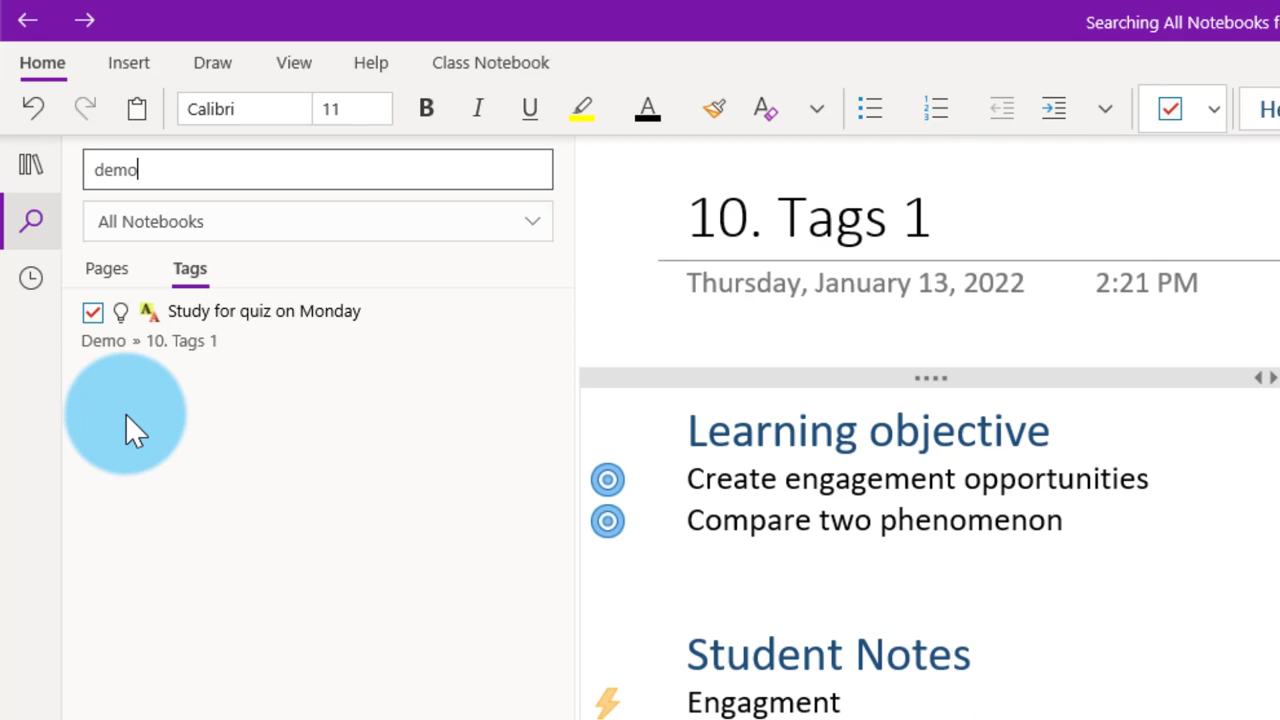 Searching All Notebooks f
Home Insert Draw View Help Class Notebook
Calibri 11 B I U A A
demo
All Notebooks
Pages Tags
Study for quiz on Monday
Demo » 10. Tags 1
10. Tags 1
Thursday, January 13, 2022 2:21 PM
Learning objective
Create engagement opportunities
Compare two phenomenon
Student Notes
Engagment